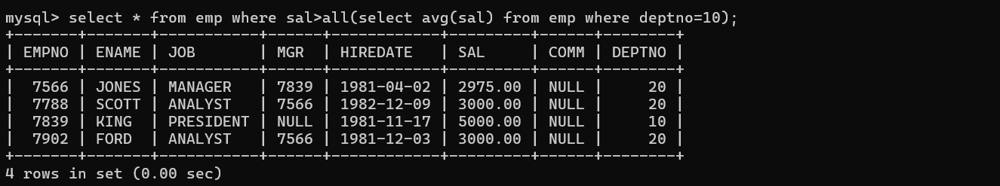 mysql> select * from emp where sal>all(select avg(sal) from emp where deptno=10);
+-------+-------+-----------+------+------------+---------+------+--------+
| EMPNO | ENAME | JOB       | MGR  | HIREDATE   | SAL     | COMM | DEPTNO |
+-------+-------+-----------+------+------------+---------+------+--------+
|  7566 | JONES | MANAGER   | 7839 | 1981-04-02 | 2975.00 | NULL |     20 |
|  7788 | SCOTT | ANALYST   | 7566 | 1982-12-09 | 3000.00 | NULL |     20 |
|  7839 | KING  | PRESIDENT | NULL | 1981-11-17 | 5000.00 | NULL |     10 |
|  7902 | FORD  | ANALYST   | 7566 | 1981-12-03 | 3000.00 | NULL |     20 |
+-------+-------+-----------+------+------------+---------+------+--------+
4 rows in set (0.00 sec)